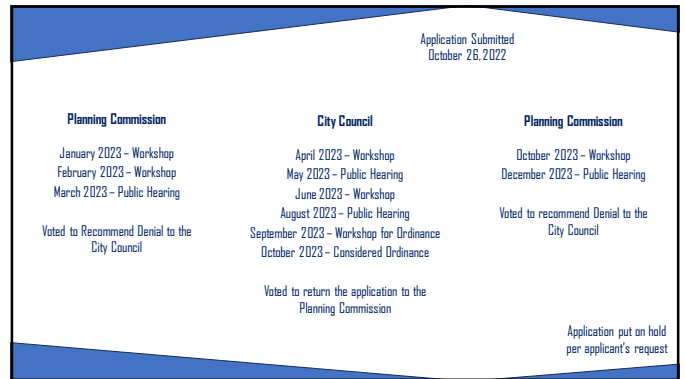 Application Submitted
October 26, 2022
Planning Commission
January 2023 – Workshop
February 2023 – Workshop
March 2023 – Public Hearing
Voted to Recommend Denial to the
City Council
City Council
April 2023 – Workshop
May 2023 – Public Hearing
June 2023 – Workshop
August 2023 – Public Hearing
September 2023 – Workshop for Ordinance
October 2023 – Considered Ordinance
Voted to return the application to the
Planning Commission
Planning Commission
October 2023 – Workshop
December 2023 – Public Hearing
Voted to recommend Denial to the
City Council
Application put on hold
per applicant's request